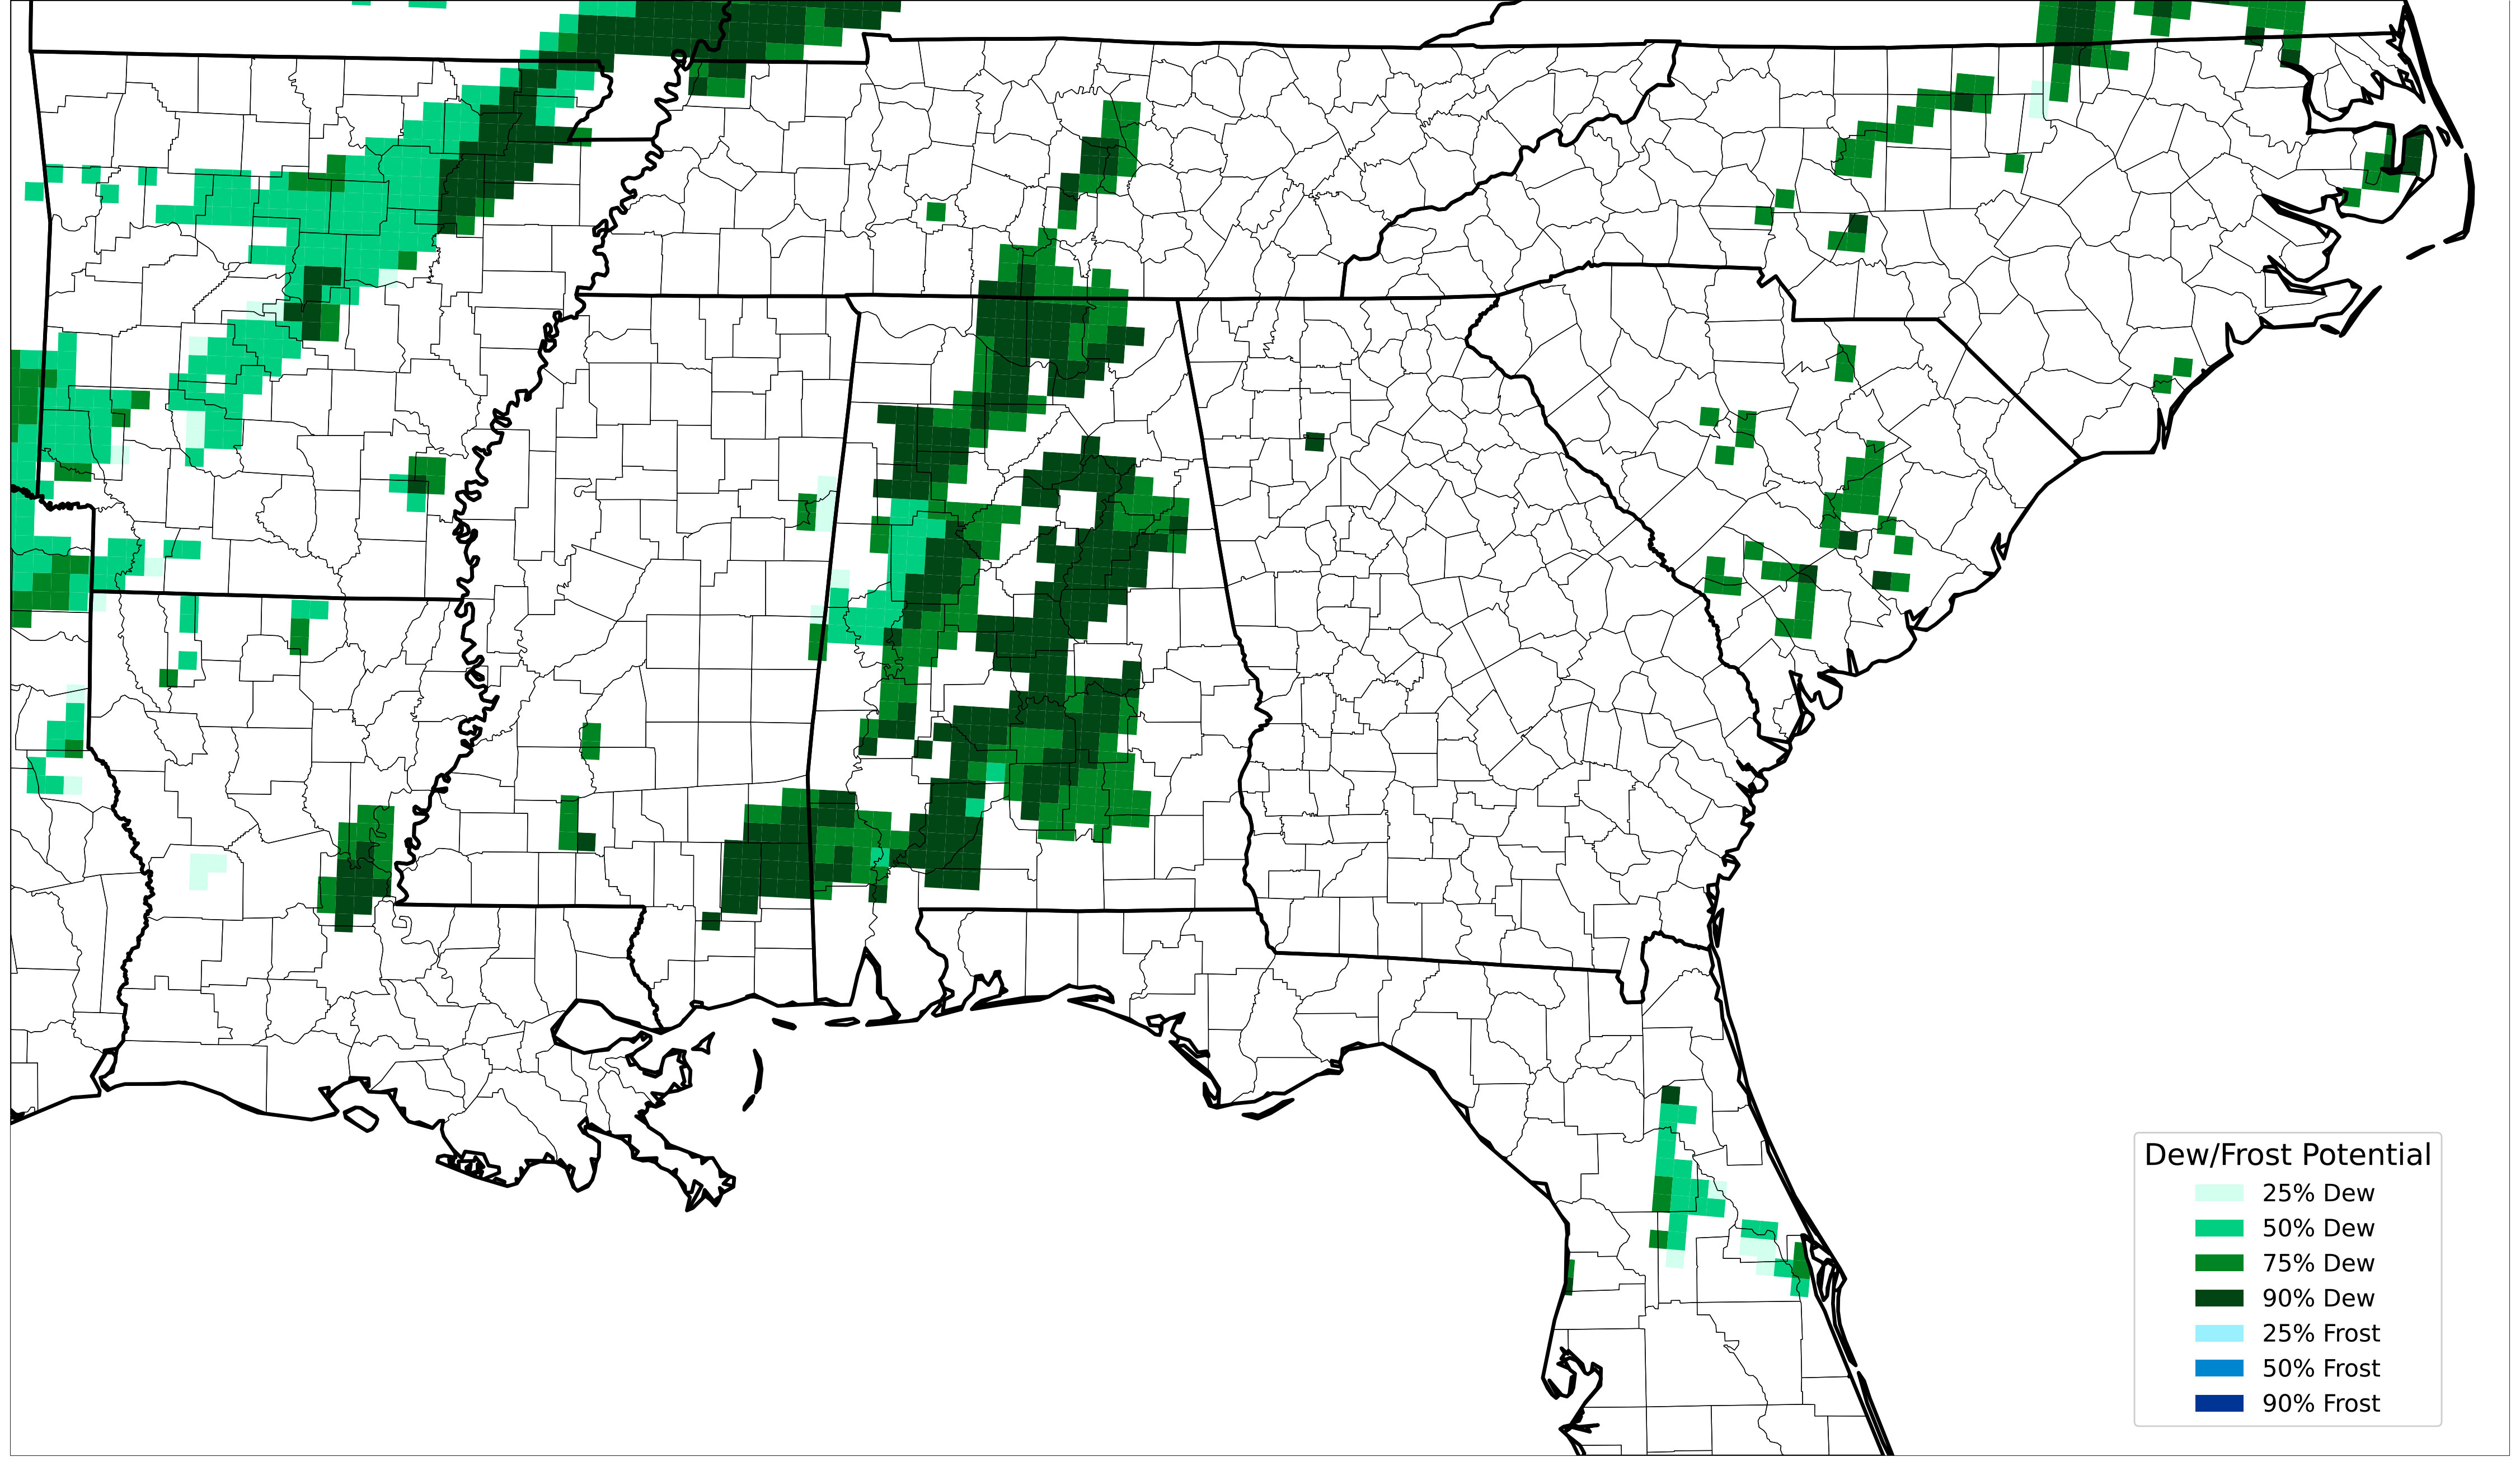 Dew/Frost Potential
25% Dew
50% Dew
75% Dew
90% Dew
25% Frost
50% Frost
90% Frost